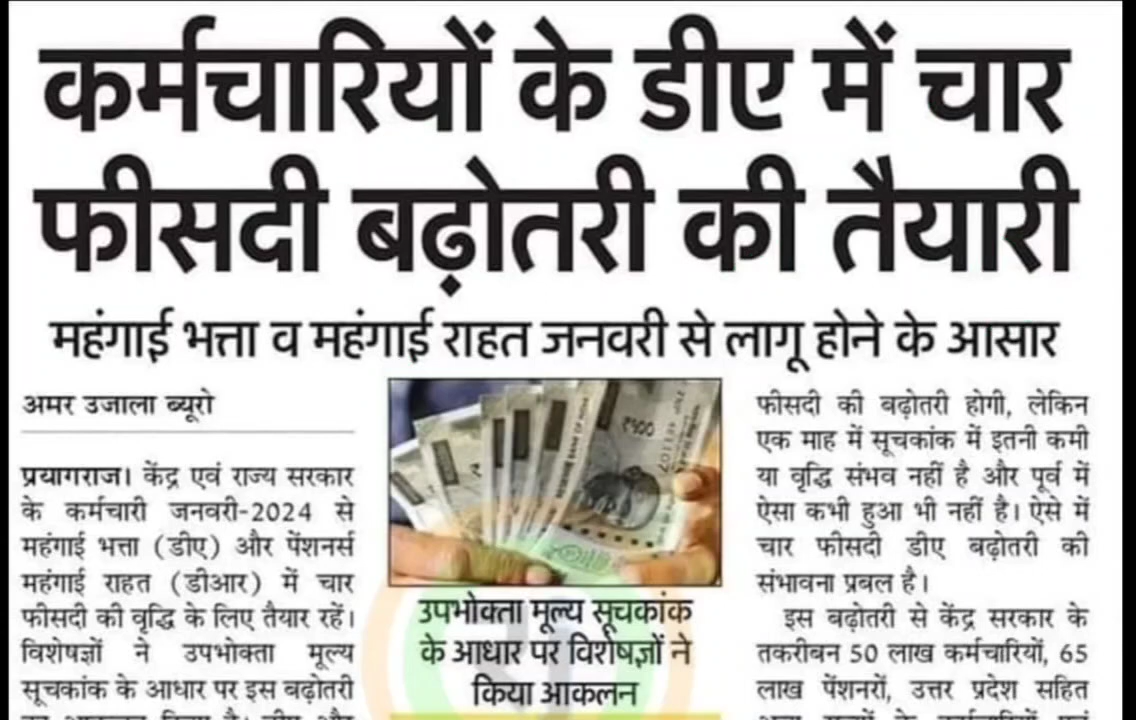 कर्मचारियों के डीए में चार
फीसदी बढ़ोतरी की तैयारी
महंगाई भत्ता व महंगाई राहत जनवरी से लागू होने के आसार
अमर उजाला ब्यूरो
प्रयागराज। केंद्र एवं राज्य सरकार
के कर्मचारी जनवरी-2024 से
महंगाई भत्ता (डीए) और पेंशनर्स
महंगाई राहत (डीआर) में चार
फीसदी की वृद्धि के लिए तैयार रहें।
विशेषज्ञों ने उपभोक्ता मूल्य
सूचकांक के आधार पर इस बढ़ोतरी
₹500
उपभोक्ता मूल्य सूचकांक
के आधार पर विशेषज्ञों ने
किया आकलन
फीसदी की बढ़ोतरी होगी, लेकिन
एक माह में सूचकांक में इतनी कमी
या वृद्धि संभव नहीं है और पूर्व में
ऐसा कभी हुआ भी नहीं है। ऐसे में
चार फीसदी डीए बढ़ोतरी की
संभावना प्रबल है।
इस बढ़ोतरी से केंद्र सरकार के
तकरीबन 50 लाख कर्मचारियों, 65
लाख पेंशनरों, उत्तर प्रदेश सहित